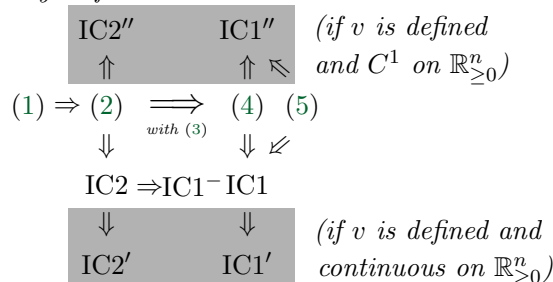 IC2′′ IC1′′ (if v is defined
⇑ ⇑ ⇖ and C¹ on ℝⁿ≥0)
(1) ⇒ (2) ⟹ (4) (5)
with (3)
⇓ ⇓ ⇙
IC2 ⇒IC1⁻ IC1
⇓ ⇓ (if v is defined and
IC2′ IC1′ continuous on ℝⁿ≥0)